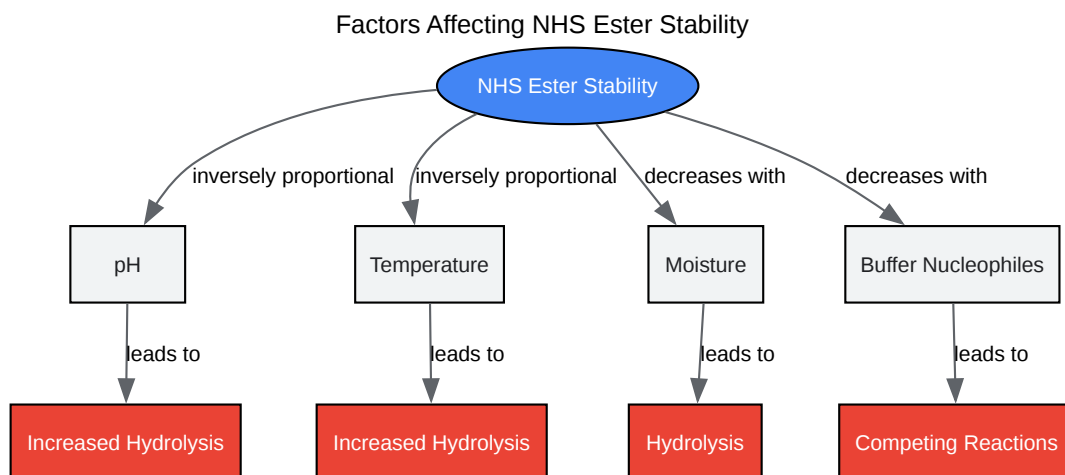 Factors Affecting NHS Ester Stability
NHS Ester Stability
inversely proportional
inversely proportional
decreases with
decreases with
pH
Temperature
Moisture
Buffer Nucleophiles
leads to
leads to
leads to
leads to
Increased Hydrolysis
Increased Hydrolysis
Hydrolysis
Competing Reactions